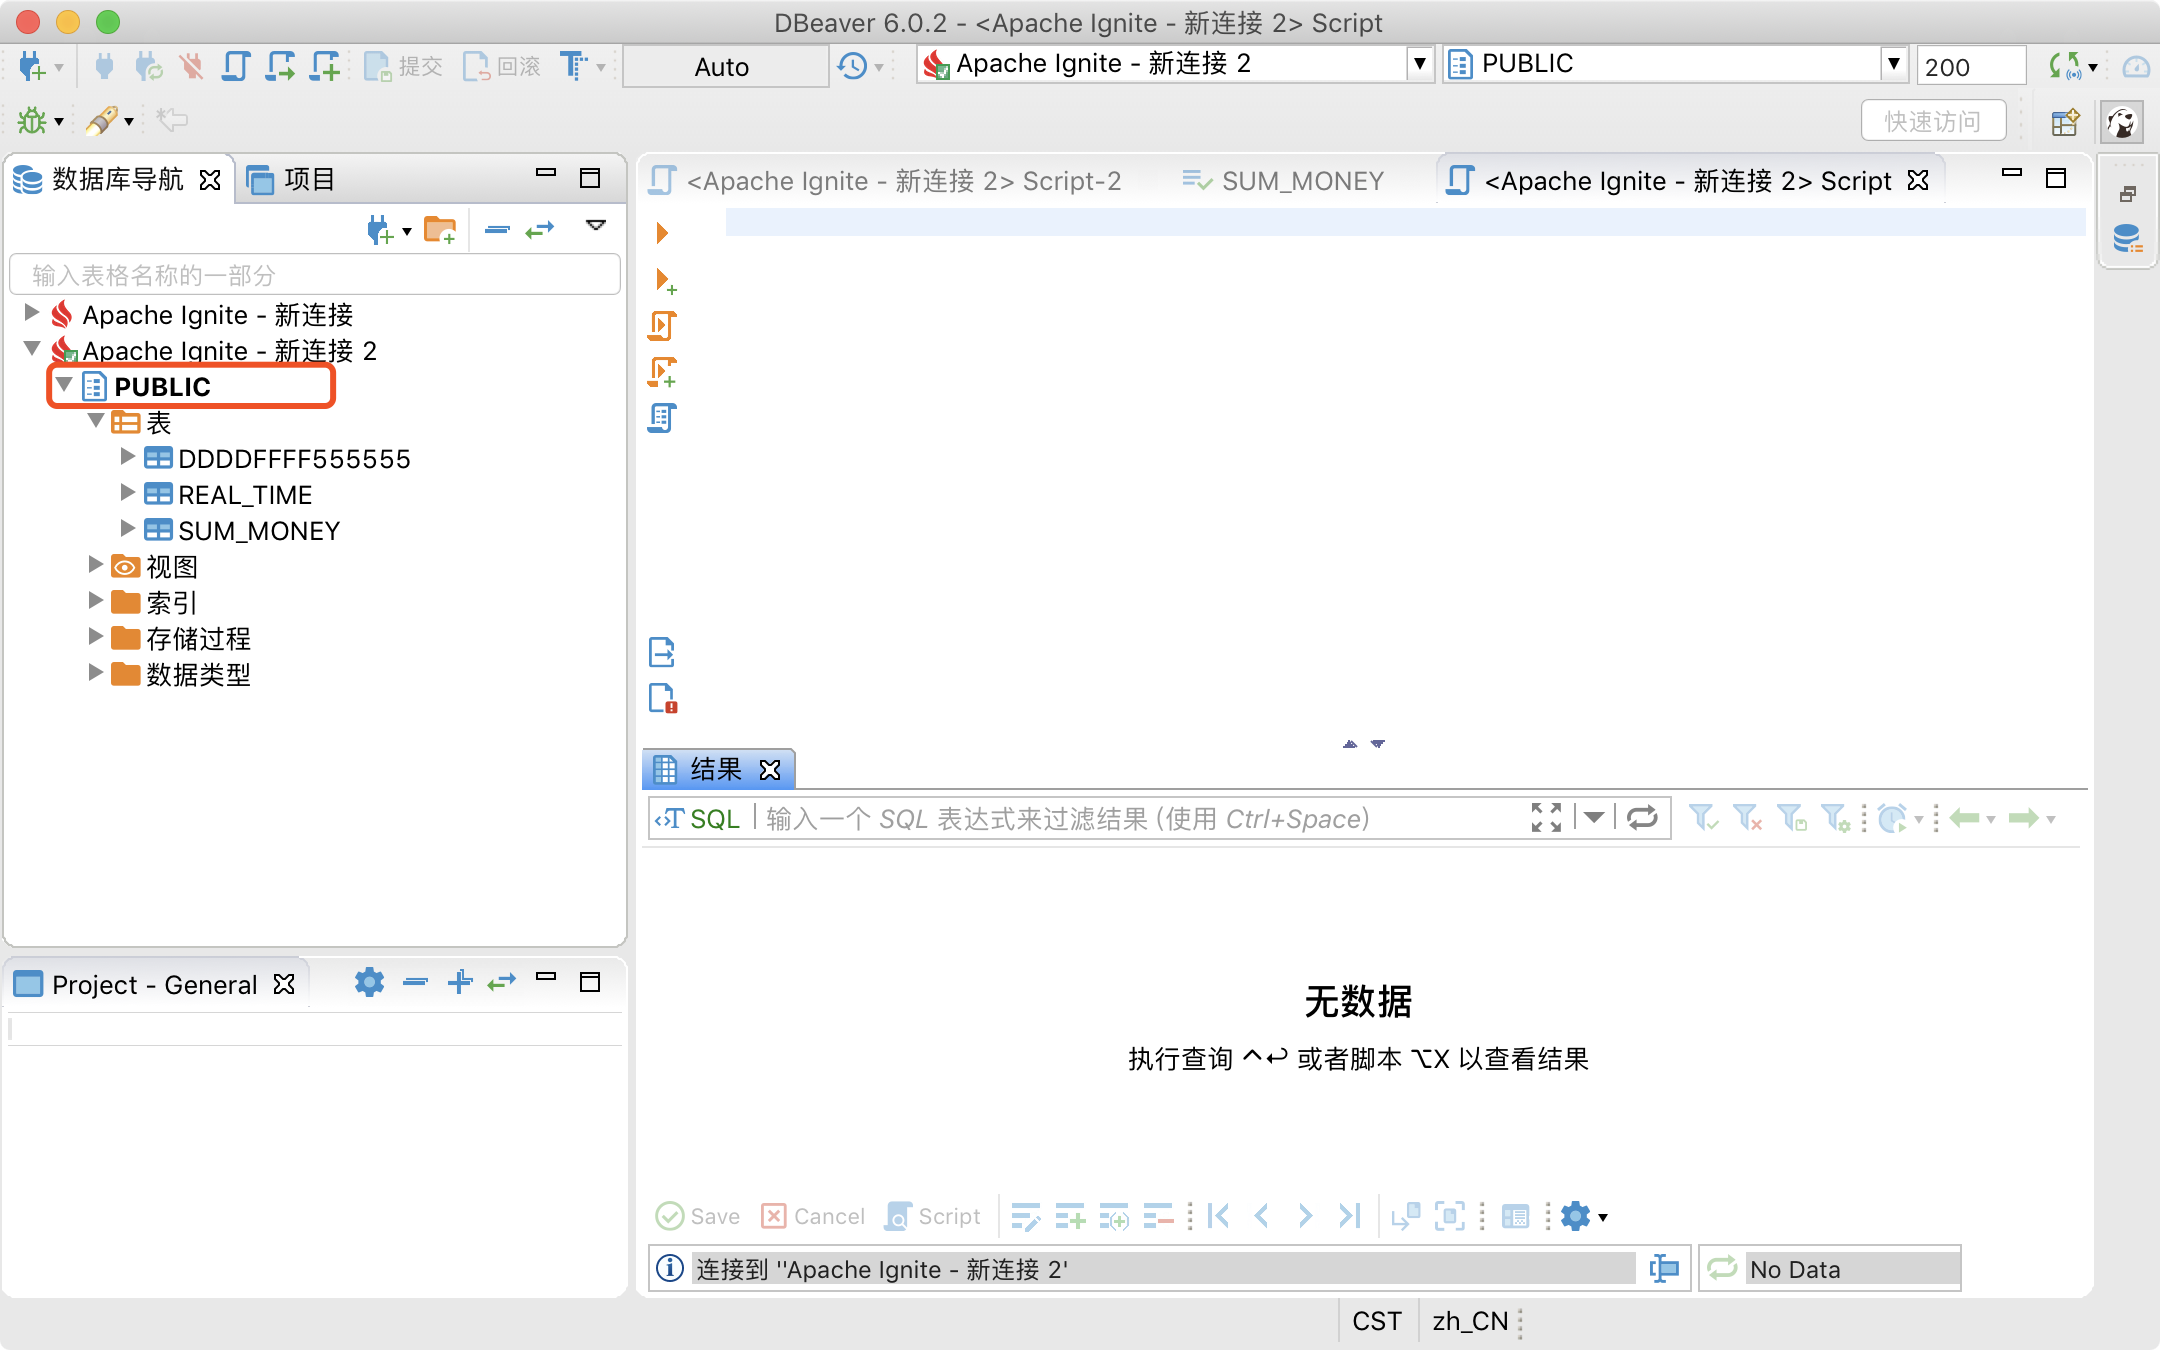 DBeaver 6.0.2 - <Apache Ignite - 新连接 2> Script
提交 回滚 Auto Apache Ignite - 新连接 2 PUBLIC 200
快速访问
数据库导航 项目
<Apache Ignite - 新连接 2> Script-2 SUM_MONEY <Apache Ignite - 新连接 2> Script
输入表格名称的一部分
Apache Ignite - 新连接
Apache Ignite - 新连接 2
PUBLIC
表
DDDDFFFF555555
REAL_TIME
SUM_MONEY
视图
索引
存储过程
数据类型
结果
SQL 输入一个 SQL 表达式来过滤结果 (使用 Ctrl+Space)
Project - General
无数据
执行查询 ^↩ 或者脚本 ⌥X 以查看结果
Save Cancel Script
连接到 ''Apache Ignite - 新连接 2' No Data
CST zh_CN